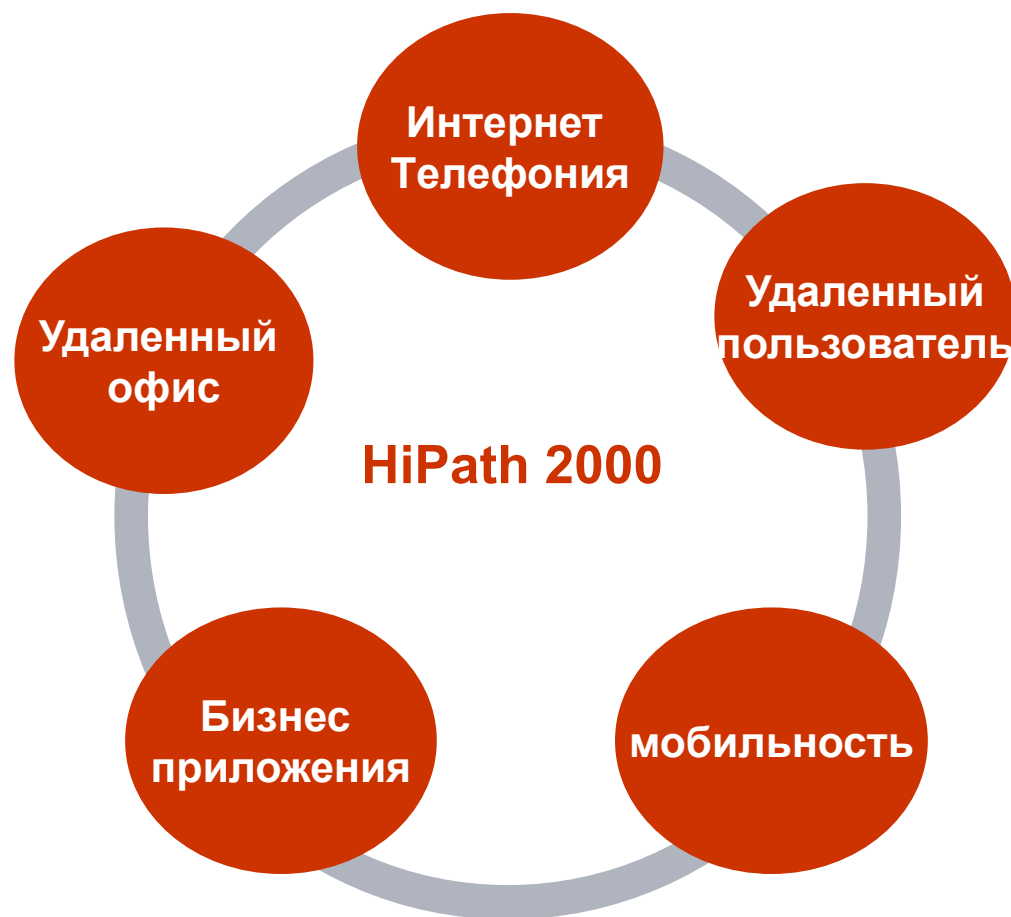 Интернет
Телефония
Удаленный
пользователь
Удаленный
офис
HiPath 2000
Бизнес
приложения
мобильность